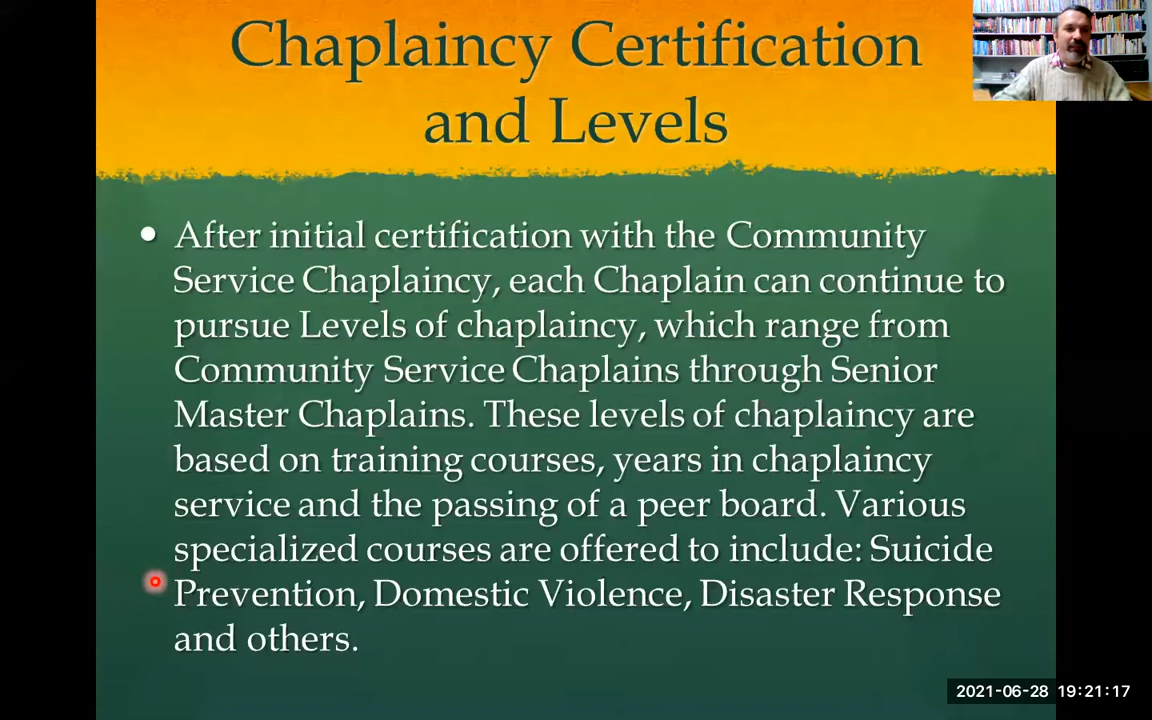 Chaplaincy Certification
and Levels
• After initial certification with the Community
Service Chaplaincy, each Chaplain can continue to
pursue Levels of chaplaincy, which range from
Community Service Chaplains through Senior
Master Chaplains. These levels of chaplaincy are
based on training courses, years in chaplaincy
service and the passing of a peer board. Various
specialized courses are offered to include: Suicide
Prevention, Domestic Violence, Disaster Response
and others.
2021-06-28 19:21:17